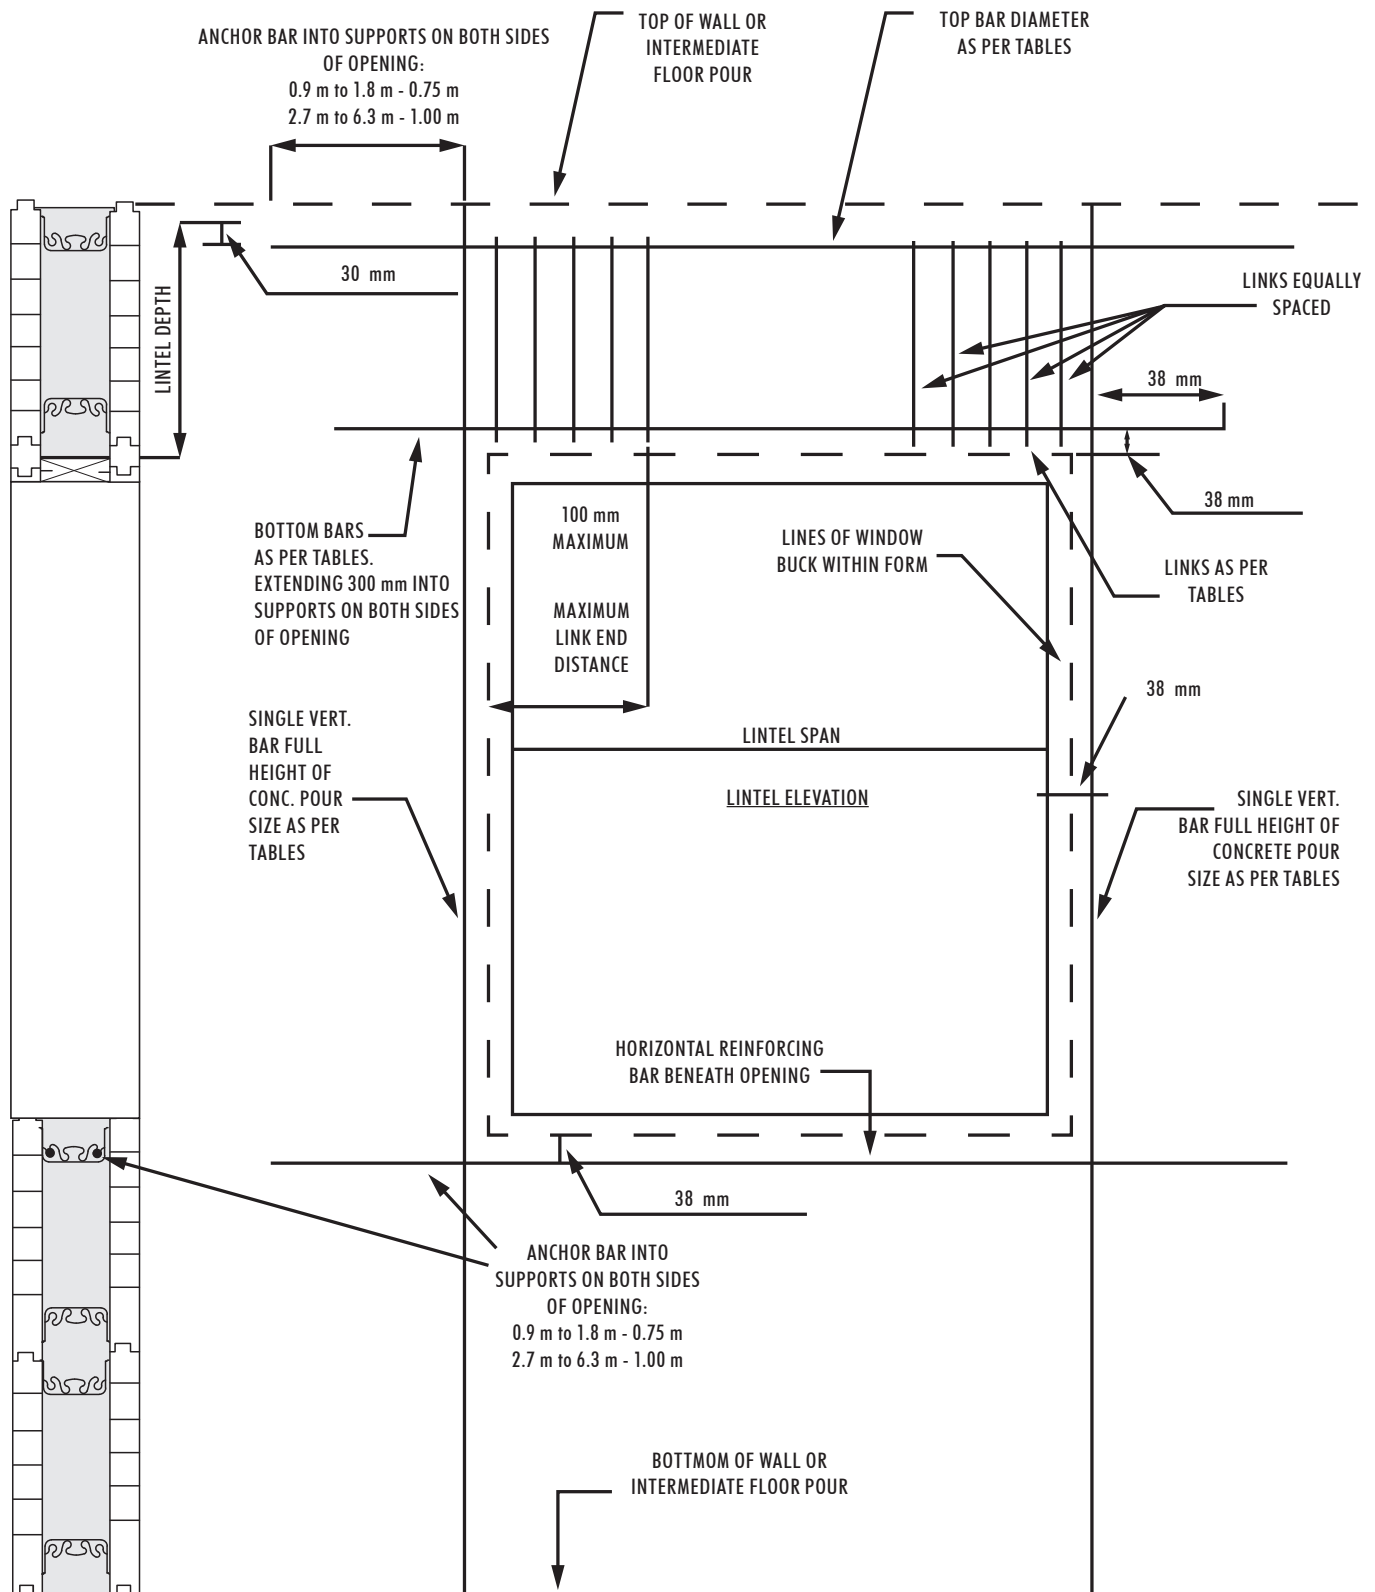 ANCHOR BAR INTO SUPPORTS ON BOTH SIDES
OF OPENING:
0.9 m to 1.8 m - 0.75 m
2.7 m to 6.3 m - 1.00 m
TOP OF WALL OR
INTERMEDIATE
FLOOR POUR
TOP BAR DIAMETER
AS PER TABLES
30 mm
LINTEL DEPTH
LINKS EQUALLY
SPACED
38 mm
38 mm
BOTTOM BARS
AS PER TABLES.
EXTENDING 300 mm INTO
SUPPORTS ON BOTH SIDES
OF OPENING
100 mm
MAXIMUM
MAXIMUM
LINK END
DISTANCE
LINES OF WINDOW
BUCK WITHIN FORM
LINKS AS PER
TABLES
38 mm
SINGLE VERT.
BAR FULL
HEIGHT OF
CONC. POUR
SIZE AS PER
TABLES
LINTEL SPAN
LINTEL ELEVATION
SINGLE VERT.
BAR FULL HEIGHT OF
CONCRETE POUR
SIZE AS PER TABLES
HORIZONTAL REINFORCING
BAR BENEATH OPENING
38 mm
ANCHOR BAR INTO
SUPPORTS ON BOTH SIDES
OF OPENING:
0.9 m to 1.8 m - 0.75 m
2.7 m to 6.3 m - 1.00 m
BOTTMOM OF WALL OR
INTERMEDIATE FLOOR POUR